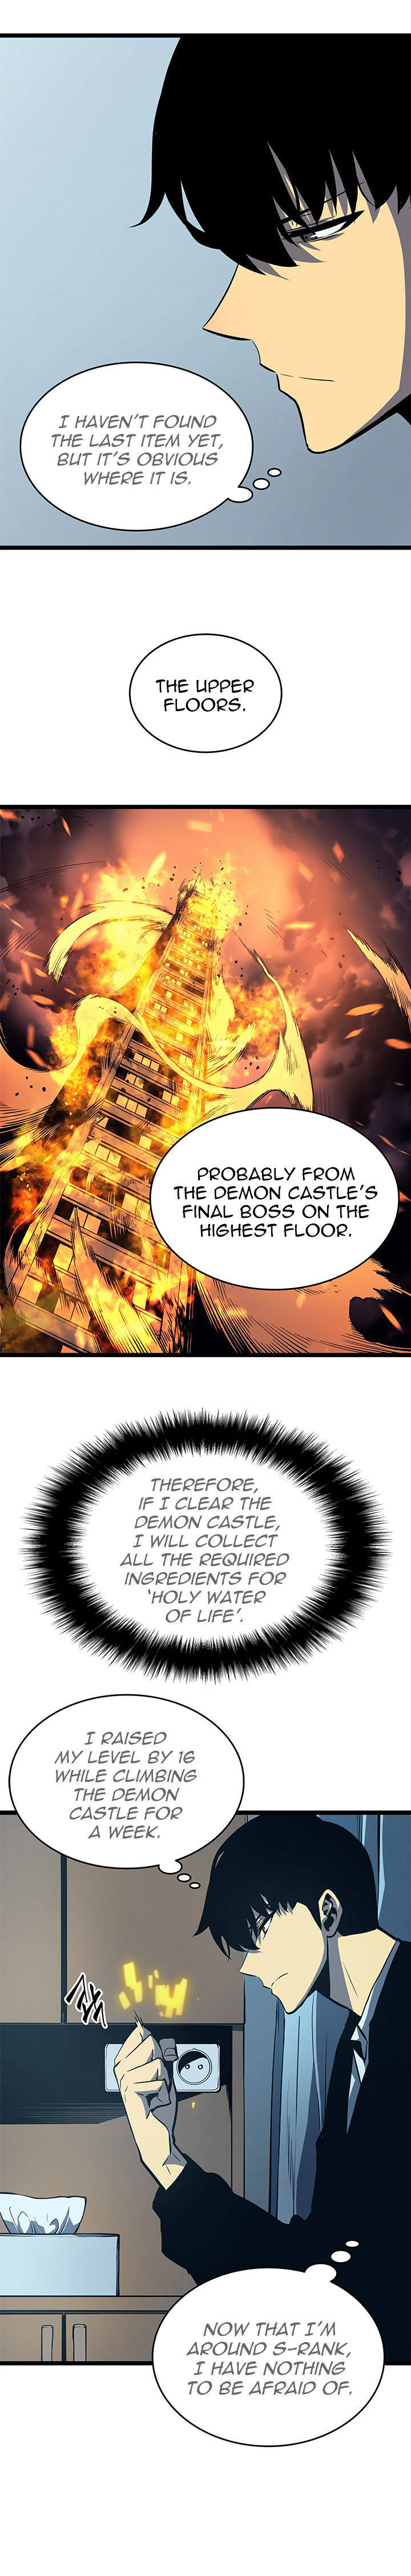 I HAVEN'T FOUND
THE LAST ITEM YET,
BUT IT'S OBVIOUS
WHERE IT IS.
THE UPPER
FLOORS.
PROBABLY FROM
THE DEMON CASTLE'S
FINAL BOSS ON THE
HIGHEST FLOOR.
THEREFORE,
IF I CLEAR THE
DEMON CASTLE,
I WILL COLLECT
ALL THE REQUIRED
INGREDIENTS FOR
'HOLY WATER
OF LIFE'.
I RAISED
MY LEVEL BY 16
WHILE CLIMBING
THE DEMON
CASTLE FOR
A WEEK.
NOW THAT I'M
AROUND S-RANK,
I HAVE NOTHING
TO BE AFRAID OF.